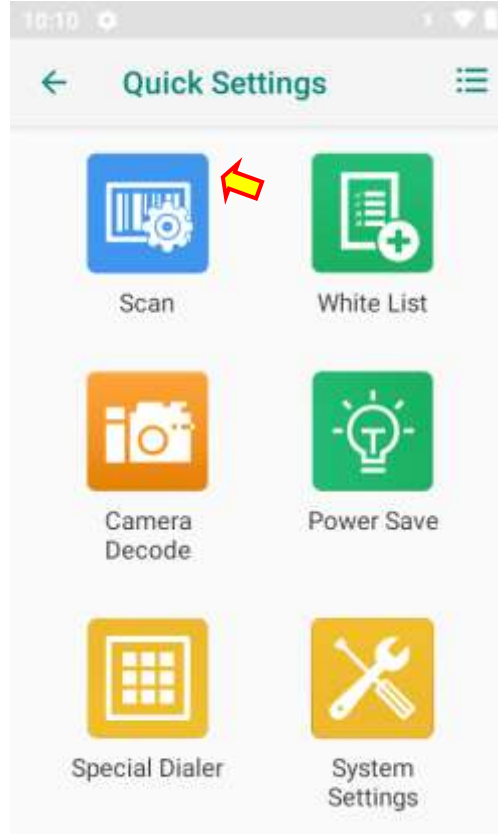 10:10
Quick Settings
Scan
White List
Camera
Decode
Power Save
Special Dialer
System
Settings